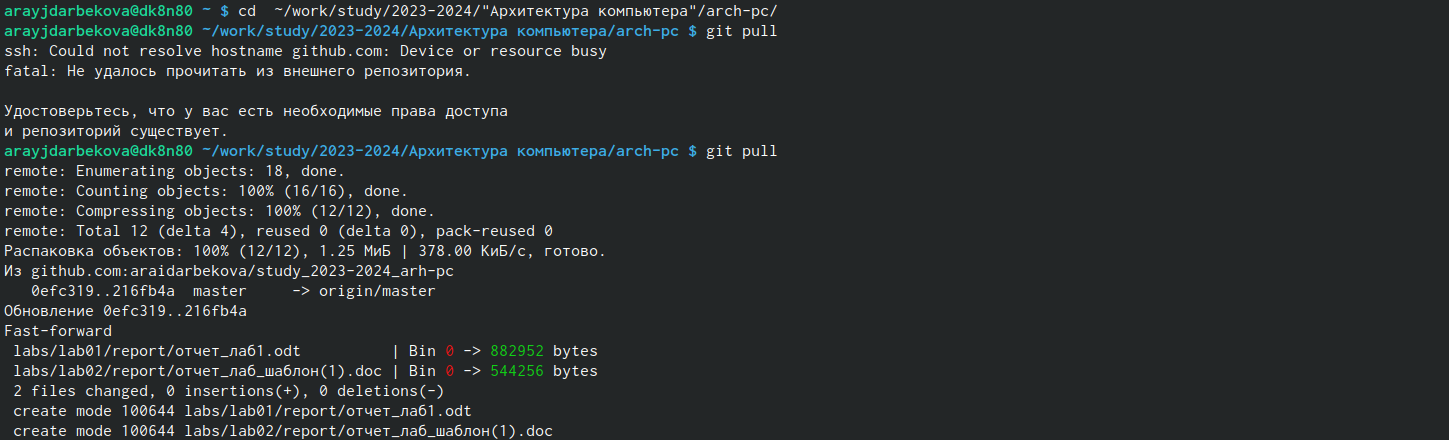 arayjdarbekova@dk8n80 ~ $ cd  ~/work/study/2023-2024/"Архитектура компьютера"/arch-pc/
arayjdarbekova@dk8n80 ~/work/study/2023-2024/Архитектура компьютера/arch-pc $ git pull
ssh: Could not resolve hostname github.com: Device or resource busy
fatal: Не удалось прочитать из внешнего репозитория.

Удостоверьтесь, что у вас есть необходимые права доступа
и репозиторий существует.
arayjdarbekova@dk8n80 ~/work/study/2023-2024/Архитектура компьютера/arch-pc $ git pull
remote: Enumerating objects: 18, done.
remote: Counting objects: 100% (16/16), done.
remote: Compressing objects: 100% (12/12), done.
remote: Total 12 (delta 4), reused 0 (delta 0), pack-reused 0
Распаковка объектов: 100% (12/12), 1.25 МиБ | 378.00 КиБ/с, готово.
Из github.com:araidarbekova/study_2023-2024_arh-pc
   0efc319..216fb4a  master     -> origin/master
Обновление 0efc319..216fb4a
Fast-forward
 labs/lab01/report/отчет_лаб1.odt          | Bin 0 -> 882952 bytes
 labs/lab02/report/отчет_лаб_шаблон(1).doc | Bin 0 -> 544256 bytes
 2 files changed, 0 insertions(+), 0 deletions(-)
 create mode 100644 labs/lab01/report/отчет_лаб1.odt
 create mode 100644 labs/lab02/report/отчет_лаб_шаблон(1).doc